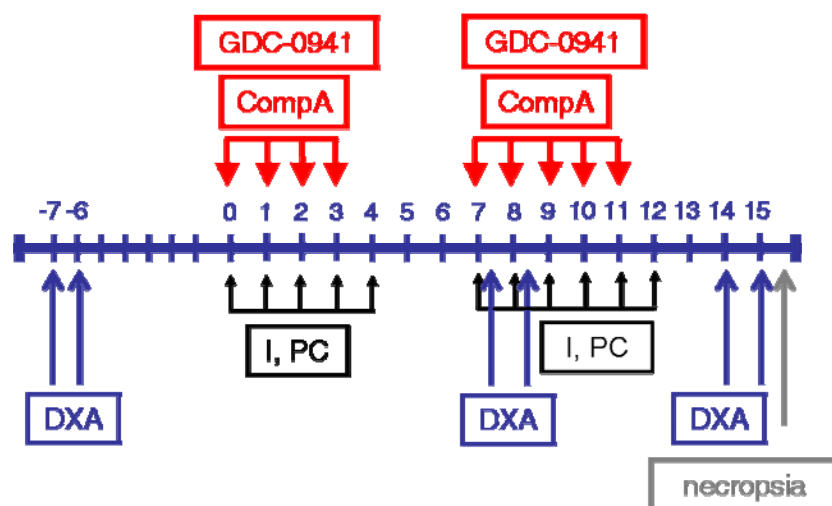 GDC-0941 GDC-0941
CompA CompA
-7 -6 0 1 2 3 4 5 6 7 8 9 10 11 12 13 14 15
I, PC I, PC
DXA DXA DXA
necropsia